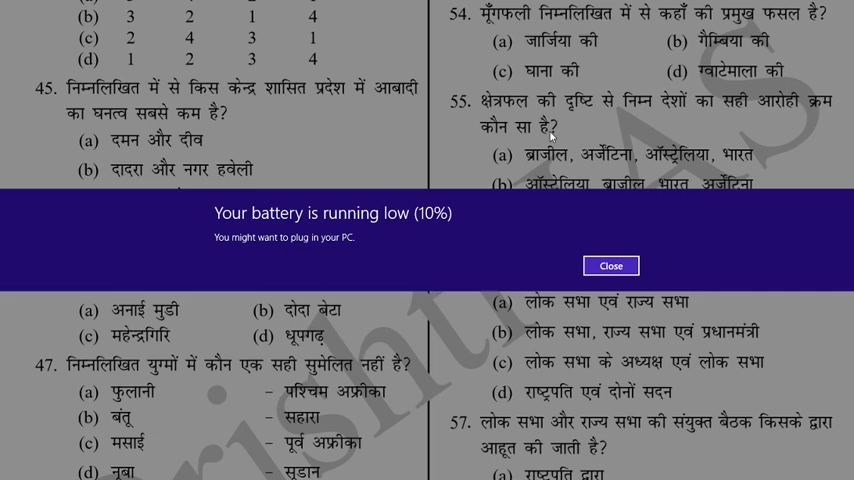 (b) 3 2 1 4
(c) 2 4 3 1
(d) 1 2 3 4
45. निम्नलिखित में से किस केन्द्र शासित प्रदेश में आबादी
का घनत्व सबसे कम है?
(a) दमन और दीव
(b) दादरा और नगर हवेली
(a) अनाई मुडी (b) दोदा बेटा
(c) महेन्द्रगिरि (d) धूपगढ़
47. निम्नलिखित युग्मों में कौन एक सही सुमेलित नहीं है?
(a) फुलानी – पश्चिम अफ्रीका
(b) बंतू – सहारा
(c) मसाई – पूर्व अफ्रीका
(d) नूबा – सूडान
54. मूँगफली निम्नलिखित में से कहाँ की प्रमुख फसल है?
(a) जार्जिया की (b) गैम्बिया की
(c) घाना की (d) ग्वाटेमाला की
55. क्षेत्रफल की दृष्टि से निम्न देशों का सही आरोही क्रम
कौन सा है?
(a) ब्राजील, अर्जेंटिना, ऑस्ट्रेलिया, भारत
(b) ऑस्ट्रेलिया ब्राजील भारत अर्जेंटिना
Your battery is running low (10%)
You might want to plug in your PC.
Close
(a) लोक सभा एवं राज्य सभा
(b) लोक सभा, राज्य सभा एवं प्रधानमंत्री
(c) लोक सभा के अध्यक्ष एवं लोक सभा
(d) राष्ट्रपति एवं दोनों सदन
57. लोक सभा और राज्य सभा की संयुक्त बैठक किसके द्वारा
आहूत की जाती है?
(a) राष्ट्रपति द्वारा